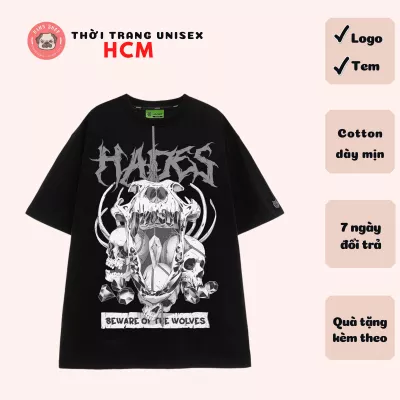 THỜI TRANG UNISEX
HCM
Logo
Tem
Cotton
dày mịn
7 ngày
đổi trả
Quà tặng
kèm theo
HADES
BEWARE OF THE WOLVES